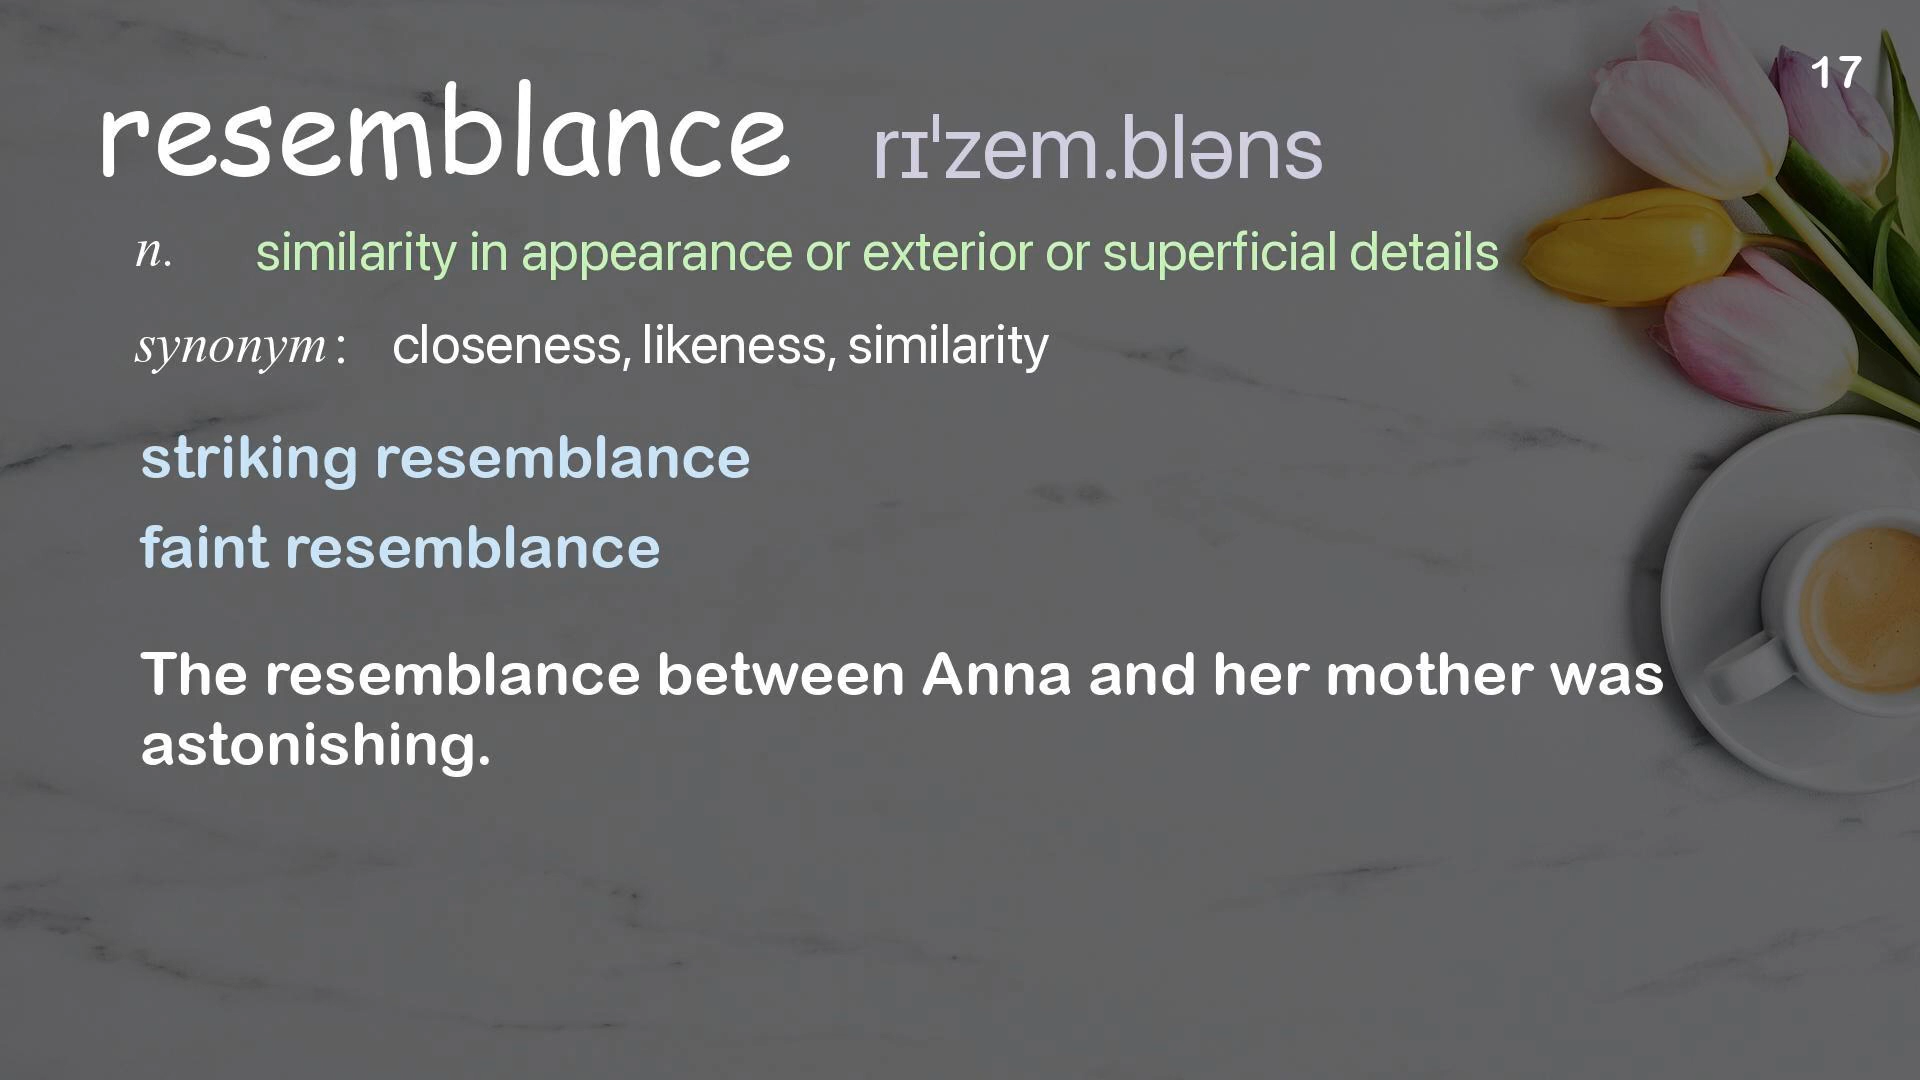 17
resemblance rɪˈzem.bləns
n. similarity in appearance or exterior or superficial details
synonym : closeness, likeness, similarity
striking resemblance
faint resemblance
The resemblance between Anna and her mother was
astonishing.